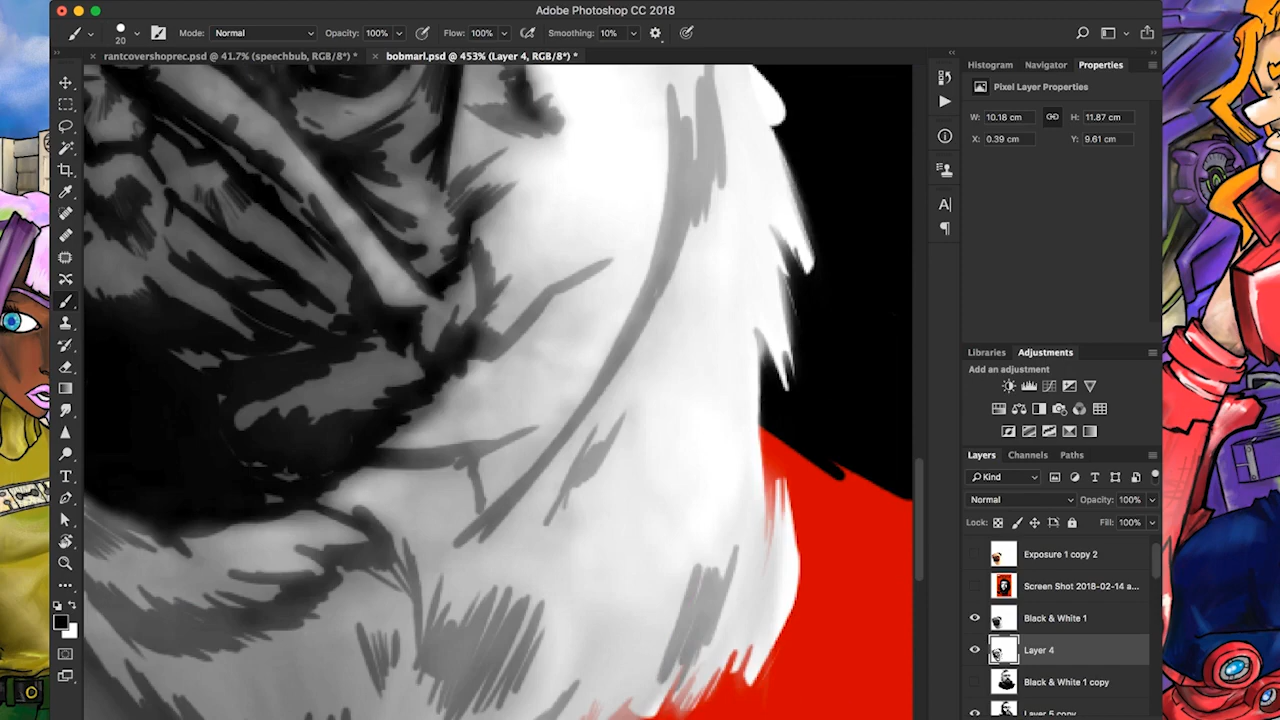 Adobe Photoshop CC 2018
20 Mode: Normal Opacity: 100% Flow: 100% Smoothing: 10%
rantcovershoprec.psd @ 41.7% (speechbub, RGB/8*) *
bobmarl.psd @ 453% (Layer 4, RGB/8*) *
Histogram Navigator Properties
Pixel Layer Properties
W: 10.18 cm H: 11.87 cm
X: 0.39 cm Y: 9.61 cm
Libraries Adjustments
Add an adjustment
Layers Channels Paths
Kind
Normal Opacity: 100%
Lock: Fill: 100%
Exposure 1 copy 2
Screen Shot 2018-02-14 a...
Black & White 1
Layer 4
Black & White 1 copy
Layer 5 copy